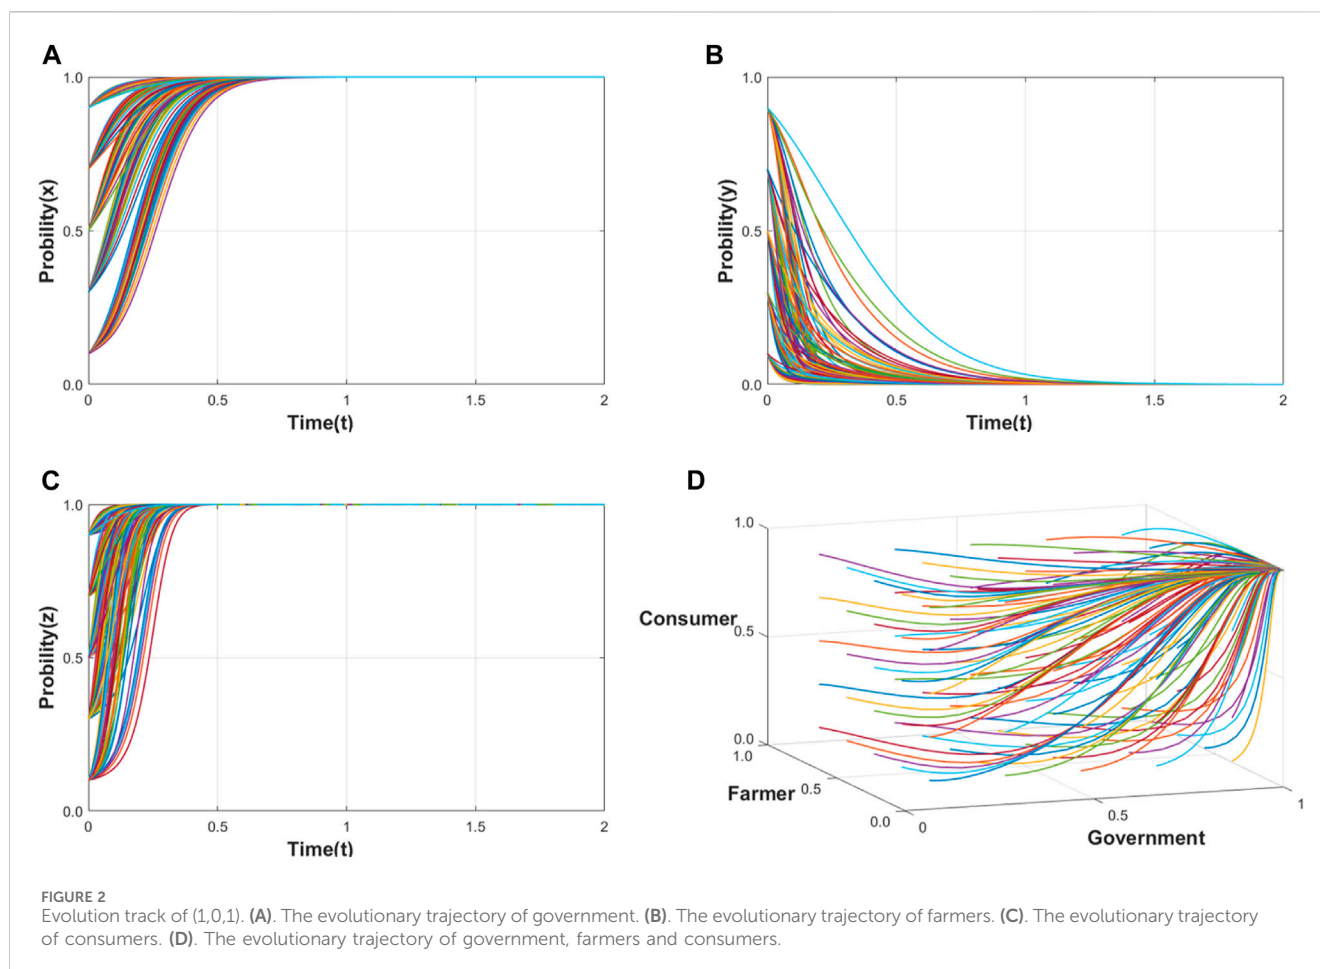 A
1.0
0.5
0.0
Probility(x)
0
0.5
1
1.5
2
Time(t)
B
1.0
0.5
0.0
Probility(y)
0
0.5
1
1.5
2
Time(t)
C
1.0
0.5
0.0
Probility(z)
0
0.5
1
1.5
2
Time(t)
D
1.0
Consumer
0.5
0.0
1.0
Farmer
0.5
0.0
0
0.5
1
Government
FIGURE 2
Evolution track of (1,0,1). (A). The evolutionary trajectory of government. (B). The evolutionary trajectory of farmers. (C). The evolutionary trajectory
of consumers. (D). The evolutionary trajectory of government, farmers and consumers.